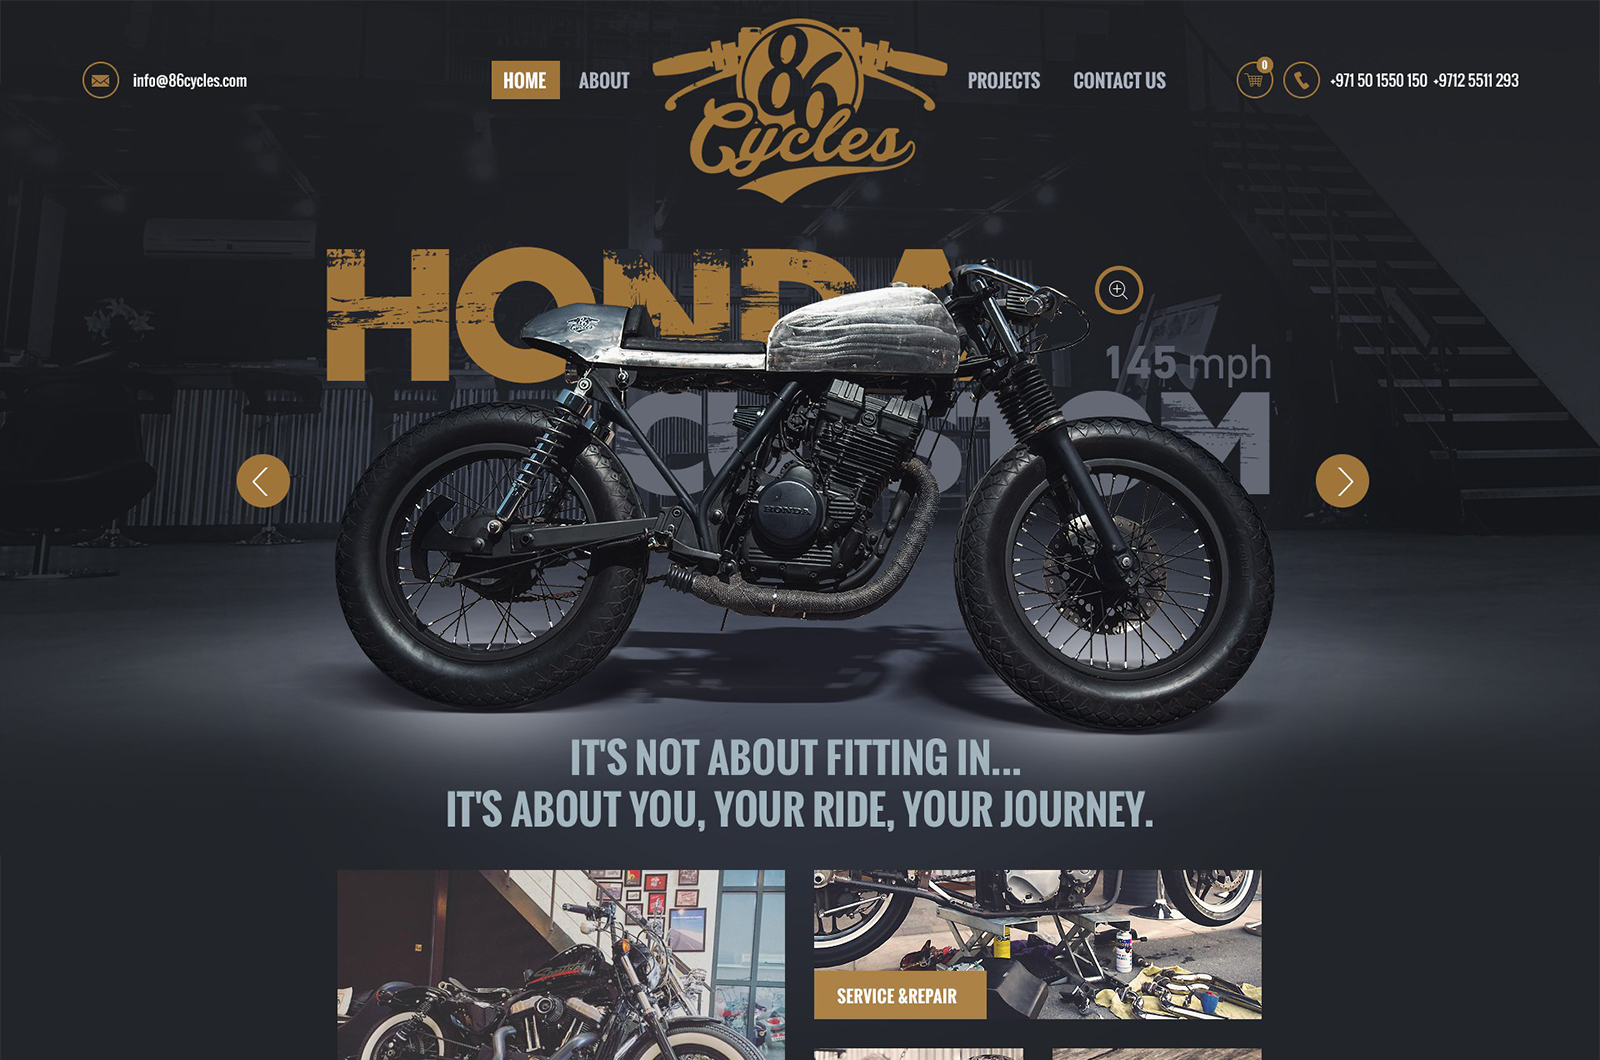 info@86cycles.com
HOME
ABOUT
86
Cycles
PROJECTS
CONTACT US
0
+971 50 1550 150 +9712 5511 293
HONDA
145 mph
CUSTOM
86
HONDA
IT'S NOT ABOUT FITTING IN...
IT'S ABOUT YOU, YOUR RIDE, YOUR JOURNEY.
SERVICE &REPAIR